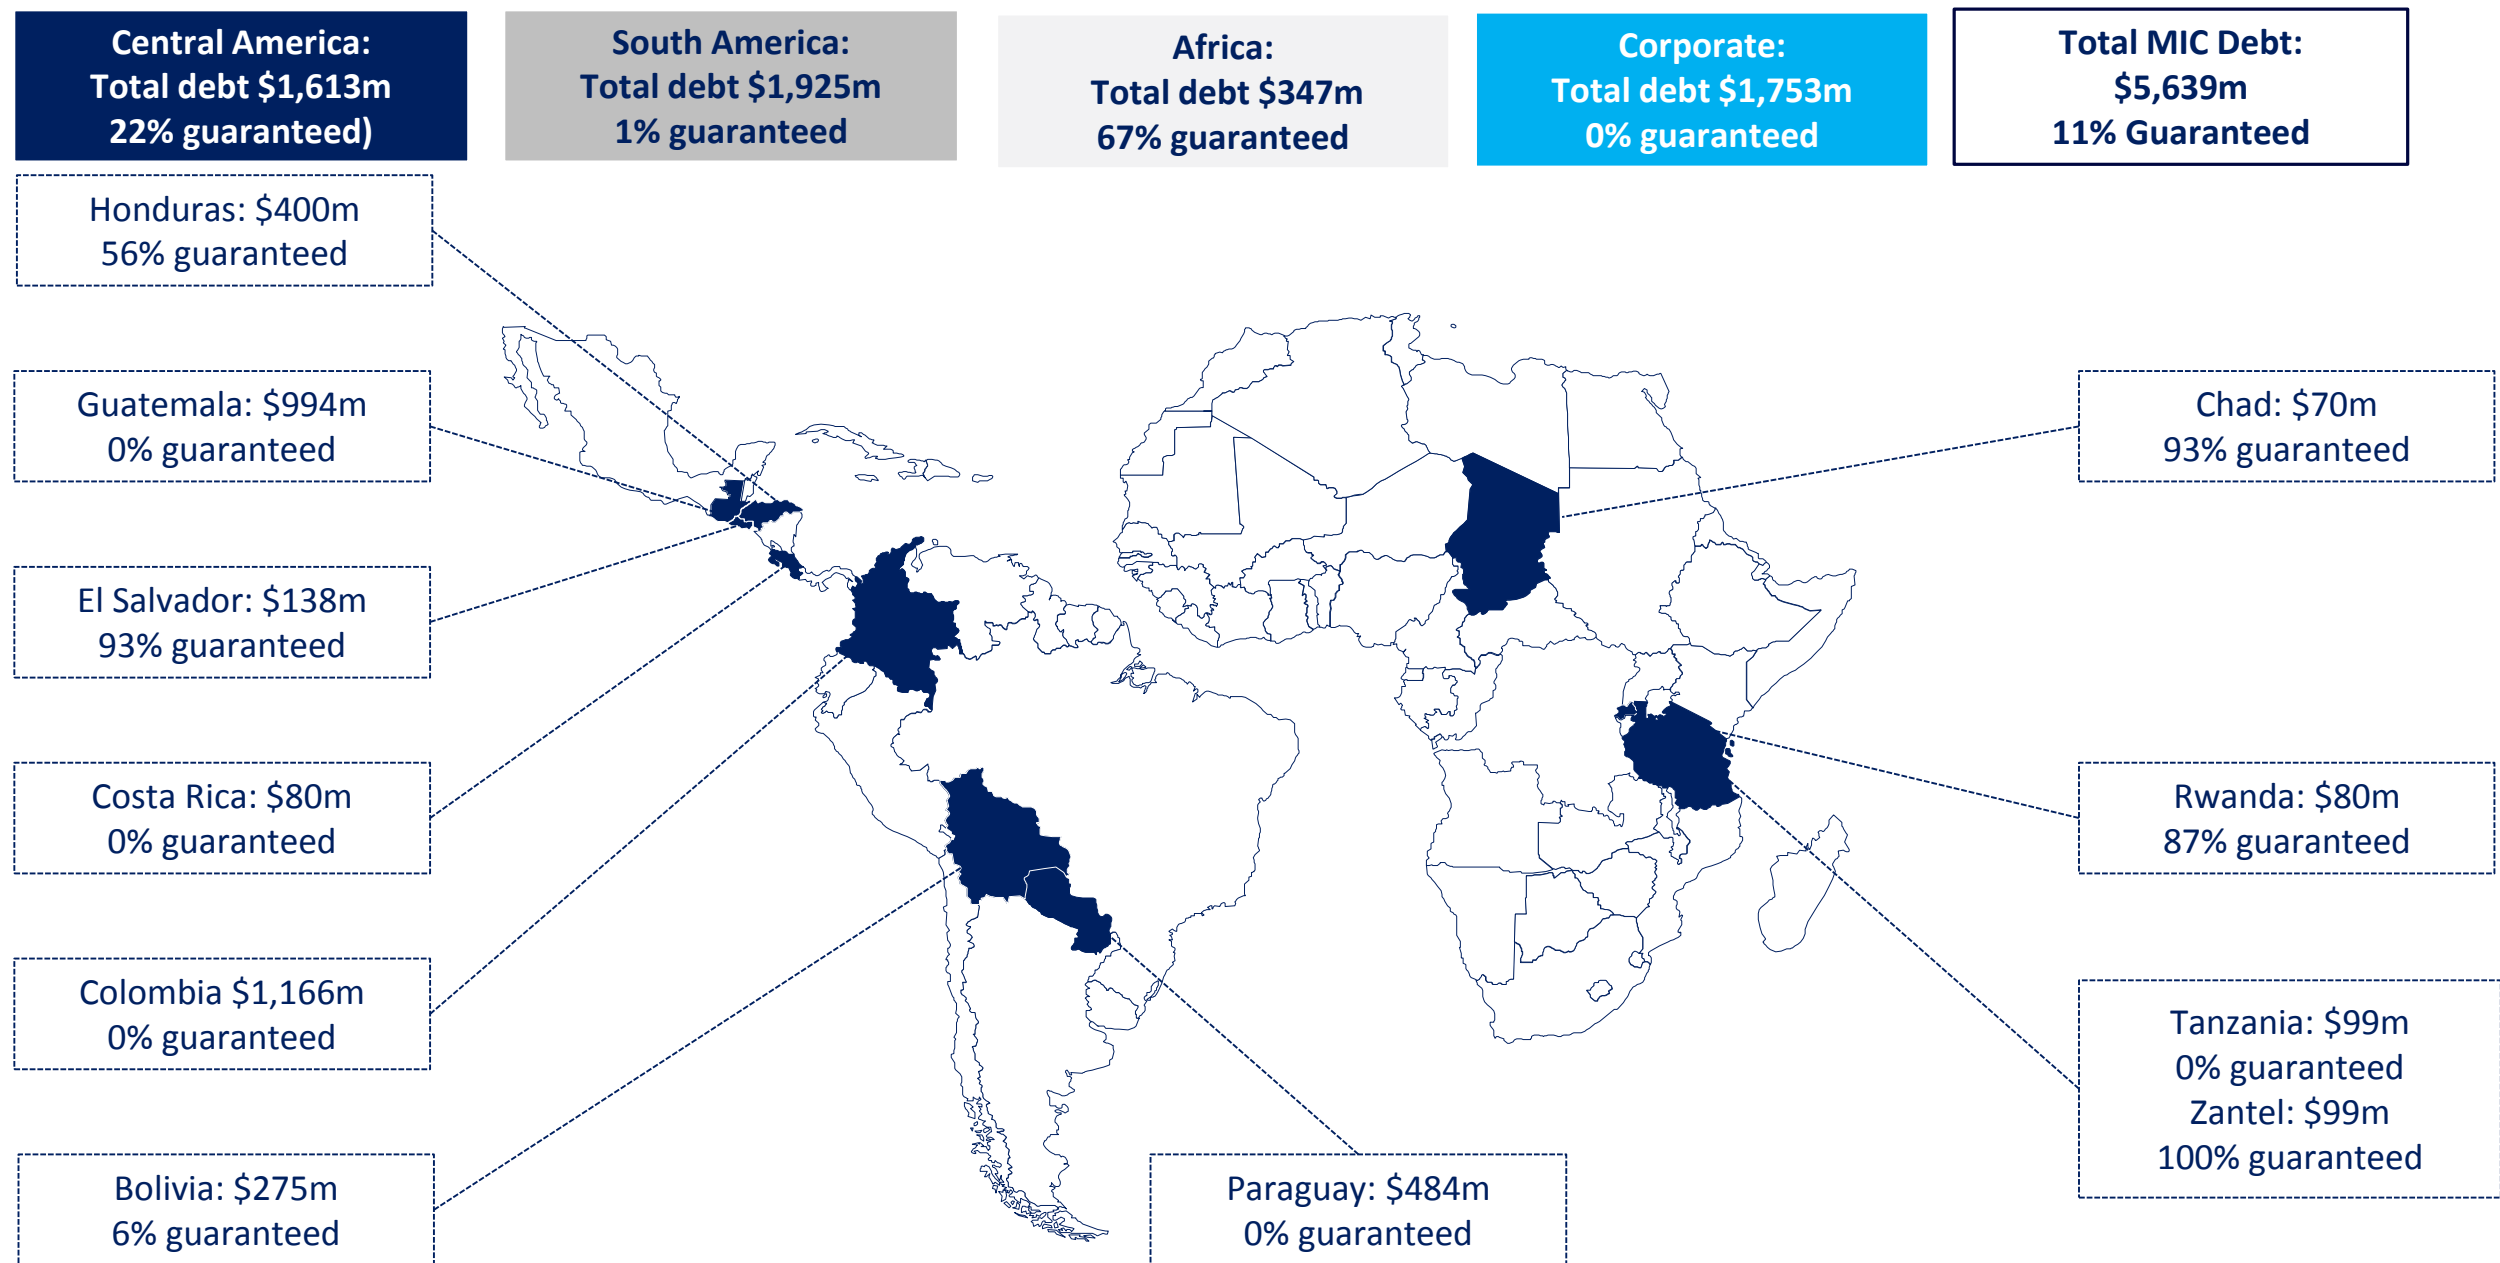 Central America:
Total debt $1,613m
22% guaranteed)
South America:
Total debt $1,925m
1% guaranteed
Africa:
Total debt $347m
67% guaranteed
Corporate:
Total debt $1,753m
0% guaranteed
Total MIC Debt:
$5,639m
11% Guaranteed
Honduras: $400m
56% guaranteed
Guatemala: $994m
0% guaranteed
El Salvador: $138m
93% guaranteed
Costa Rica: $80m
0% guaranteed
Colombia $1,166m
0% guaranteed
Bolivia: $275m
6% guaranteed
Paraguay: $484m
0% guaranteed
Chad: $70m
93% guaranteed
Rwanda: $80m
87% guaranteed
Tanzania: $99m
0% guaranteed
Zantel: $99m
100% guaranteed